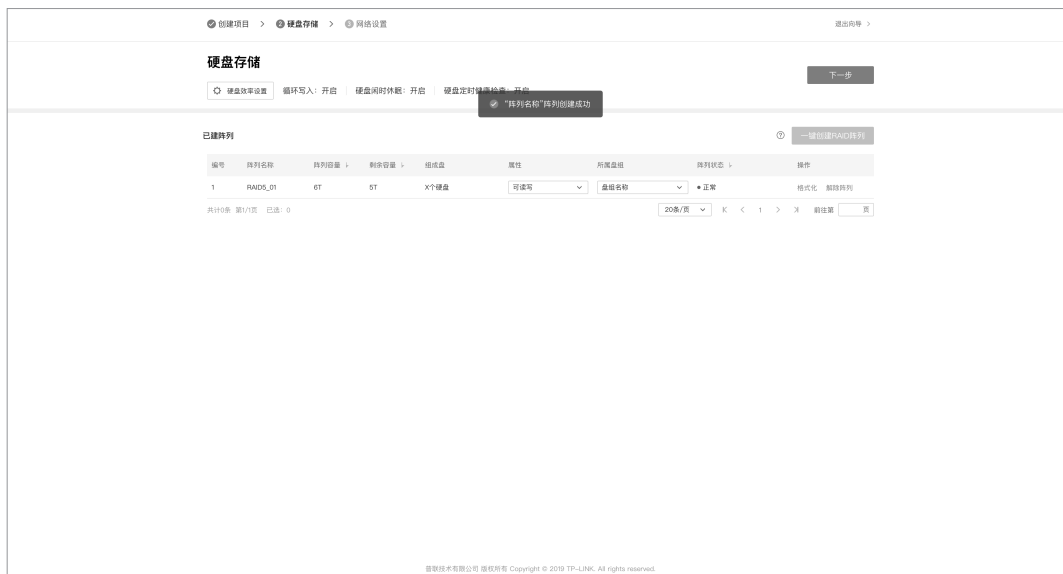 创建项目 > 2 硬盘存储 > 3 网络设置 退出向导 >
硬盘存储
下一步
硬盘效率设置 循环写入：开启 硬盘闲时休眠：开启 硬盘定时健康检查：开启
“阵列名称”阵列创建成功
已建阵列 一键创建RAID阵列
编号 阵列名称 阵列容量 剩余容量 组成盘 属性 所属盘组 阵列状态 操作
1 RAID5_01 6T 5T X个硬盘 可读写 盘组名称 正常 格式化 解除阵列
共计0条 第1/1页 已选：0 20条/页 K < 1 > 前往第 页
普联技术有限公司 版权所有 Copyright © 2019 TP-LINK. All rights reserved.